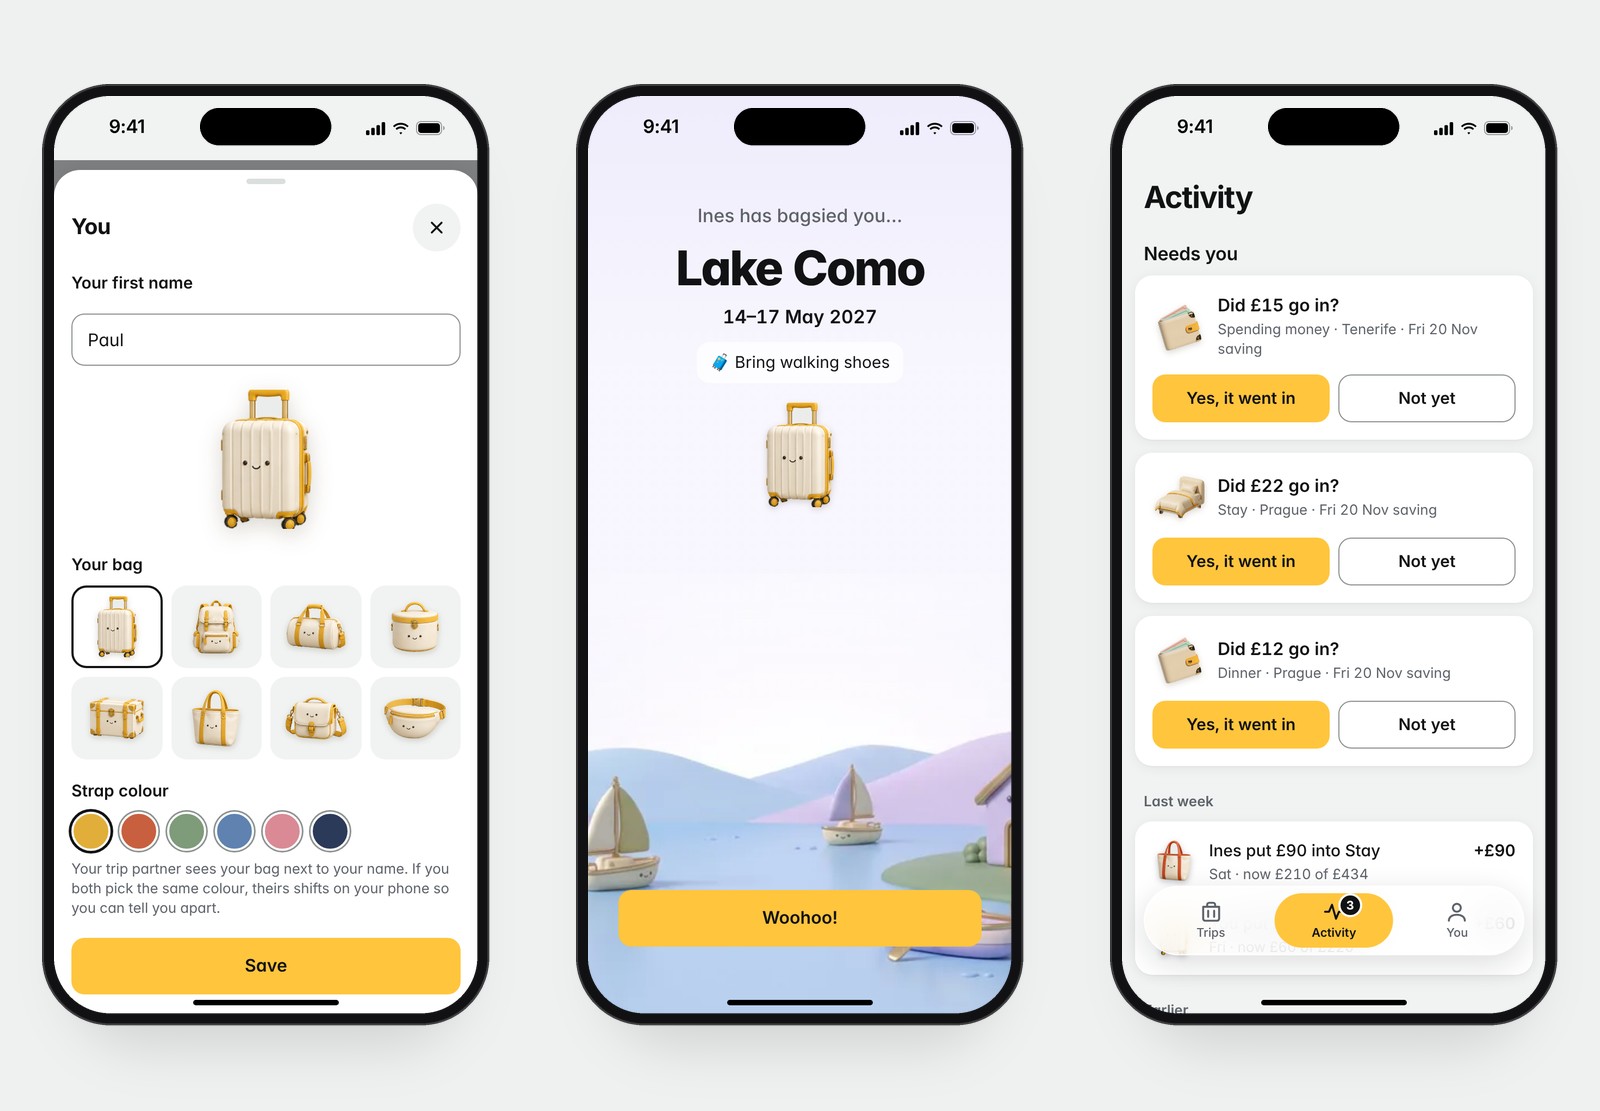 9:41
You
Your first name
Paul
Your bag
Strap colour
Your trip partner sees your bag next to your name. If you
both pick the same colour, theirs shifts on your phone so
you can tell you apart.
Save
9:41
Ines has bagsied you...
Lake Como
14–17 May 2027
Bring walking shoes
Woohoo!
9:41
Activity
Needs you
Did £15 go in?
Spending money · Tenerife · Fri 20 Nov
saving
Yes, it went in
Not yet
Did £22 go in?
Stay · Prague · Fri 20 Nov saving
Yes, it went in
Not yet
Did £12 go in?
Dinner · Prague · Fri 20 Nov saving
Yes, it went in
Not yet
Last week
Ines put £90 into Stay
+£90
Sat · now £210 of £434
3
Trips
Activity
You
Fri · now